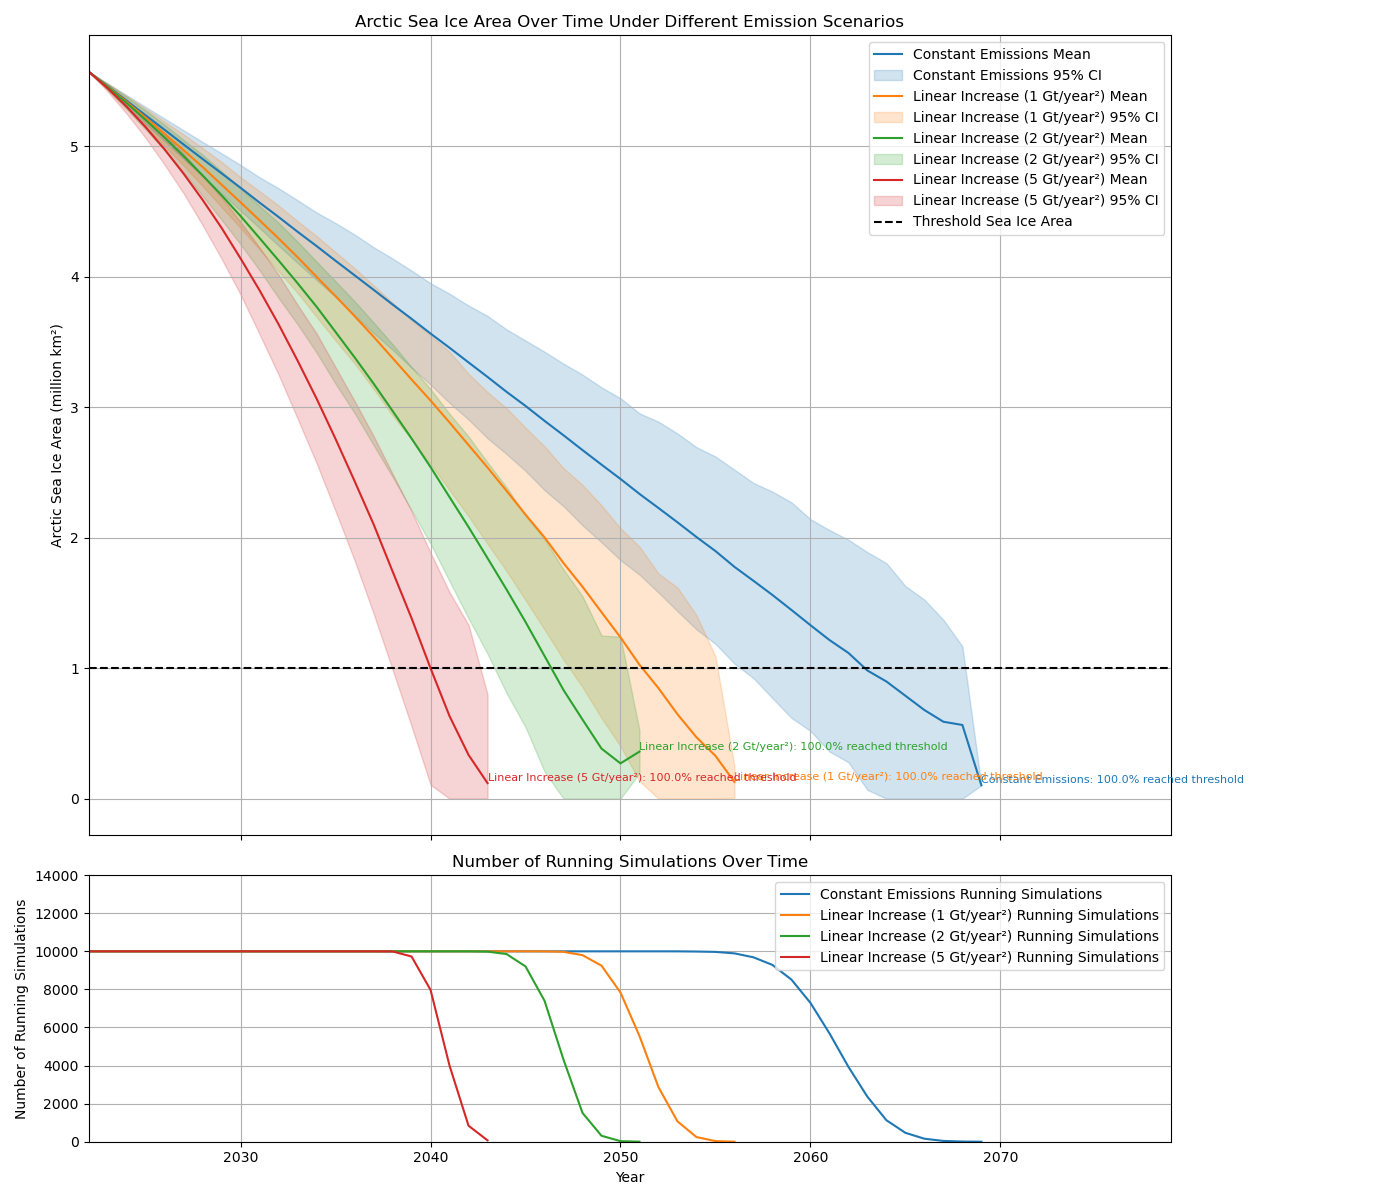 Arctic Sea Ice Area Over Time Under Different Emission Scenarios
Constant Emissions Mean
Constant Emissions 95% CI
Linear Increase (1 Gt/year²) Mean
Linear Increase (1 Gt/year²) 95% CI
Linear Increase (2 Gt/year²) Mean
Linear Increase (2 Gt/year²) 95% CI
Linear Increase (5 Gt/year²) Mean
Linear Increase (5 Gt/year²) 95% CI
Threshold Sea Ice Area
Arctic Sea Ice Area (million km²)
5
4
3
2
1
0
Linear Increase (2 Gt/year²): 100.0% reached threshold
Linear Increase (5 Gt/year²): 100.0% reached threshold
Linear Increase (1 Gt/year²): 100.0% reached threshold
Constant Emissions: 100.0% reached threshold
Number of Running Simulations Over Time
Constant Emissions Running Simulations
Linear Increase (1 Gt/year²) Running Simulations
Linear Increase (2 Gt/year²) Running Simulations
Linear Increase (5 Gt/year²) Running Simulations
Number of Running Simulations
14000
12000
10000
8000
6000
4000
2000
0
2030 2040 2050 2060 2070
Year